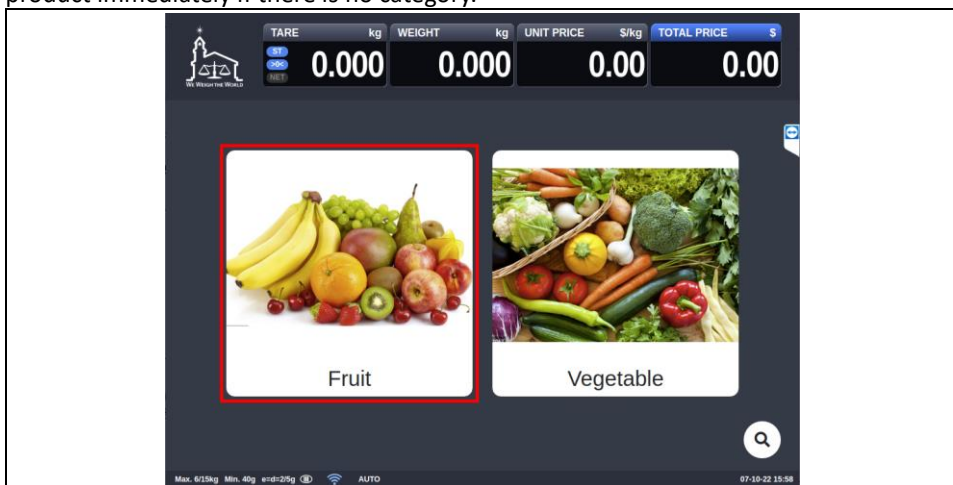 product immediately if there is no category.
TARE kg WEIGHT kg UNIT PRICE $/kg TOTAL PRICE $
ST
>0<
NET
0.000 0.000 0.00 0.00
WE WEIGH THE WORLD
Fruit Vegetable
Max. 6/15kg Min. 40g e=d=2/5g AUTO 07-10-22 15:58